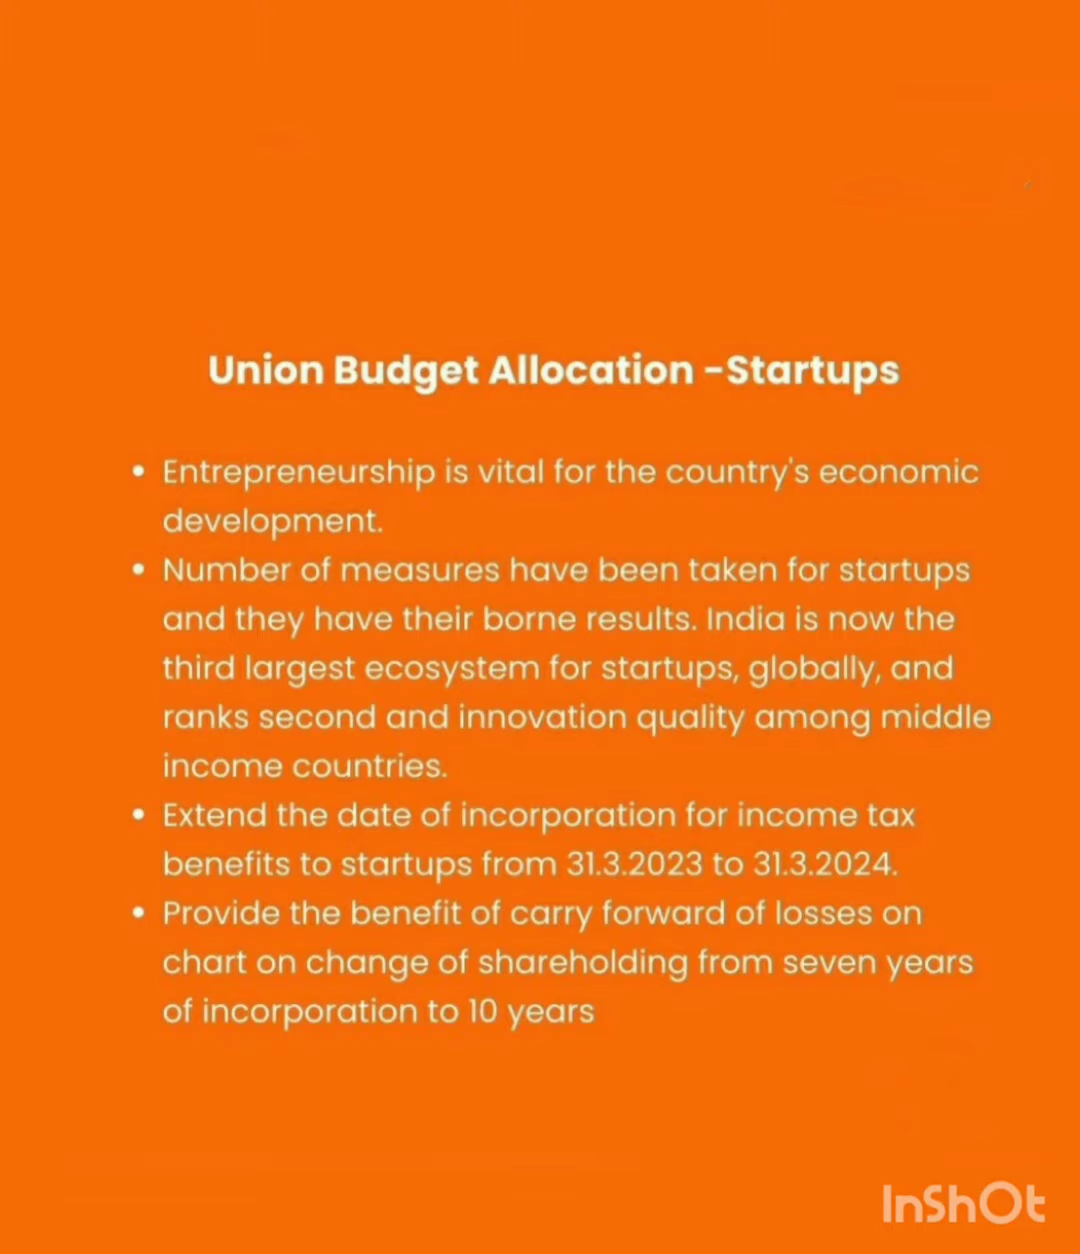 Union Budget Allocation -Startups
• Entrepreneurship is vital for the country's economic
development.
• Number of measures have been taken for startups
and they have their borne results. India is now the
third largest ecosystem for startups, globally, and
ranks second and innovation quality among middle
income countries.
• Extend the date of incorporation for income tax
benefits to startups from 31.3.2023 to 31.3.2024.
• Provide the benefit of carry forward of losses on
chart on change of shareholding from seven years
of incorporation to 10 years
InShOt